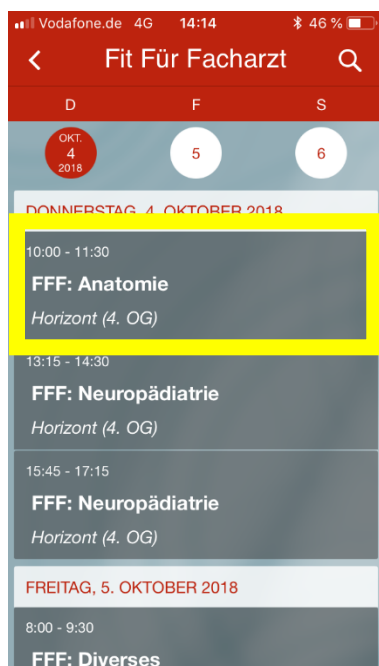 Vodafone.de 4G 14:14 46 %
Fit Für Facharzt
D F S
OKT.
4 5 6
2018
DONNERSTAG, 4. OKTOBER 2018
10:00 - 11:30
FFF: Anatomie
Horizont (4. OG)
13:15 - 14:30
FFF: Neuropädiatrie
Horizont (4. OG)
15:45 - 17:15
FFF: Neuropädiatrie
Horizont (4. OG)
FREITAG, 5. OKTOBER 2018
8:00 - 9:30
FFF: Diverses